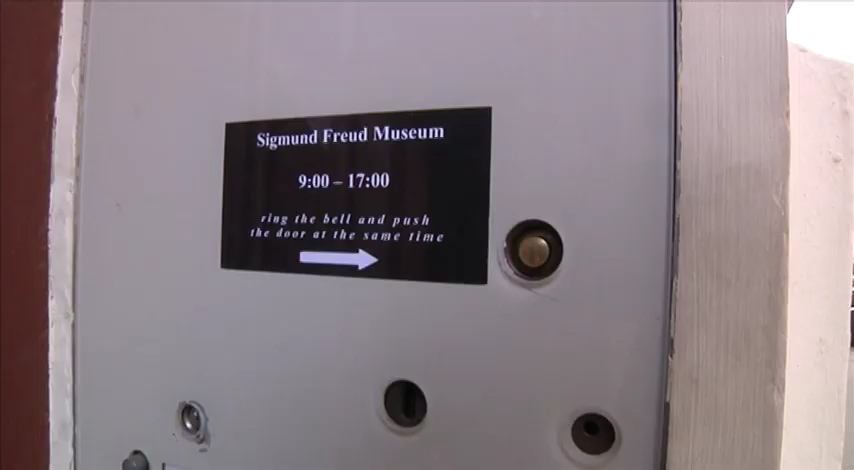 Sigmund Freud Museum
9:00 – 17:00
ring the bell and push
the door at the same time